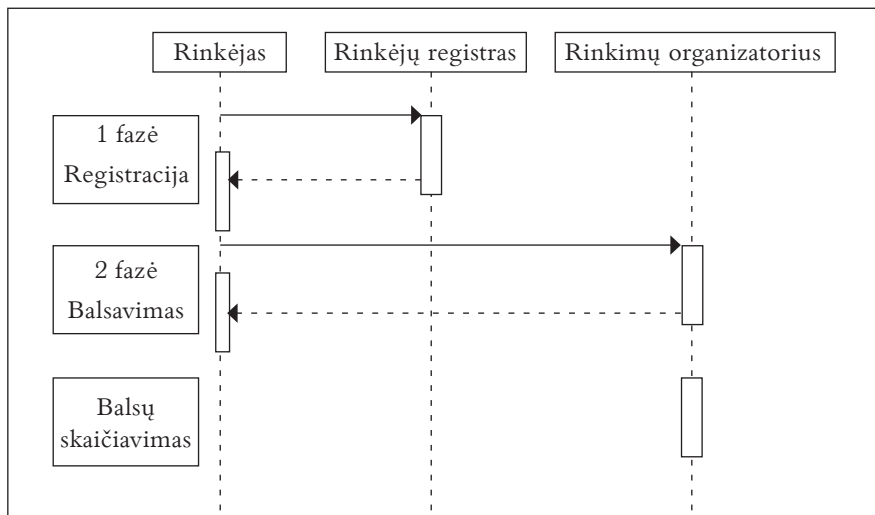 Rinkėjas
Rinkėjų registras
Rinkimų organizatorius
1 fazė
Registracija
2 fazė
Balsavimas
Balsų
skaičiavimas